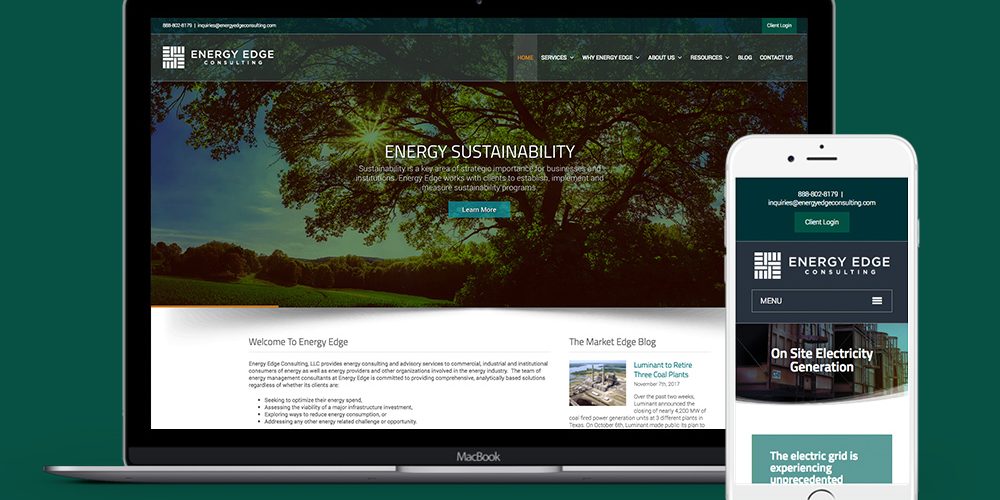 888-802-8179 | inquiries@energyedgeconsulting.com
Client Login
ENERGY EDGE
CONSULTING
HOME SERVICES WHY ENERGY EDGE ABOUT US RESOURCES BLOG CONTACT US
ENERGY SUSTAINABILITY
Sustainability is a key area of strategic importance for businesses and
institutions. Energy Edge works with clients to establish, implement and
measure sustainability programs.
Learn More
Welcome To Energy Edge
Energy Edge Consulting, LLC provides energy consulting and advisory services to commercial, industrial and institutional
consumers of energy as well as energy providers and other organizations involved in the energy industry. The team of
energy management consultants at Energy Edge is committed to providing comprehensive, analytically based solutions
regardless of whether its clients are:
Seeking to optimize their energy spend,
Assessing the viability of a major infrastructure investment,
Exploring ways to reduce energy consumption, or
Addressing any other energy related challenge or opportunity.
The Market Edge Blog
Luminant to Retire
Three Coal Plants
November 7th, 2017
Over the past two weeks,
Luminant announced the
closing of nearly 4,200 MW of
coal fired power generation units at 3 different plants in
Texas. On October 6th, Luminant made public its plan to
MacBook
888-802-8179 |
inquiries@energyedgeconsulting.com
Client Login
ENERGY EDGE
CONSULTING
MENU
On Site Electricity
Generation
The electric grid is
experiencing
unprecedented